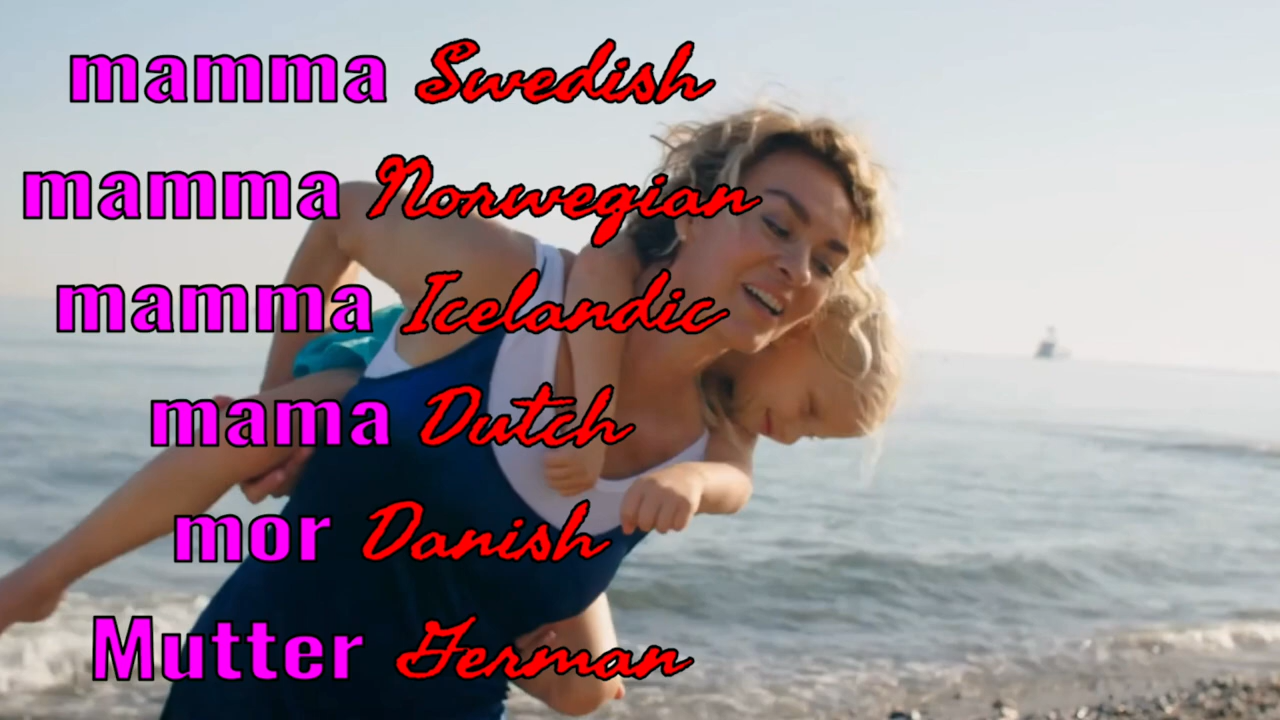 mamma Swedish
mamma Norwegian
mamma Icelandic
mama Dutch
mor Danish
Mutter German